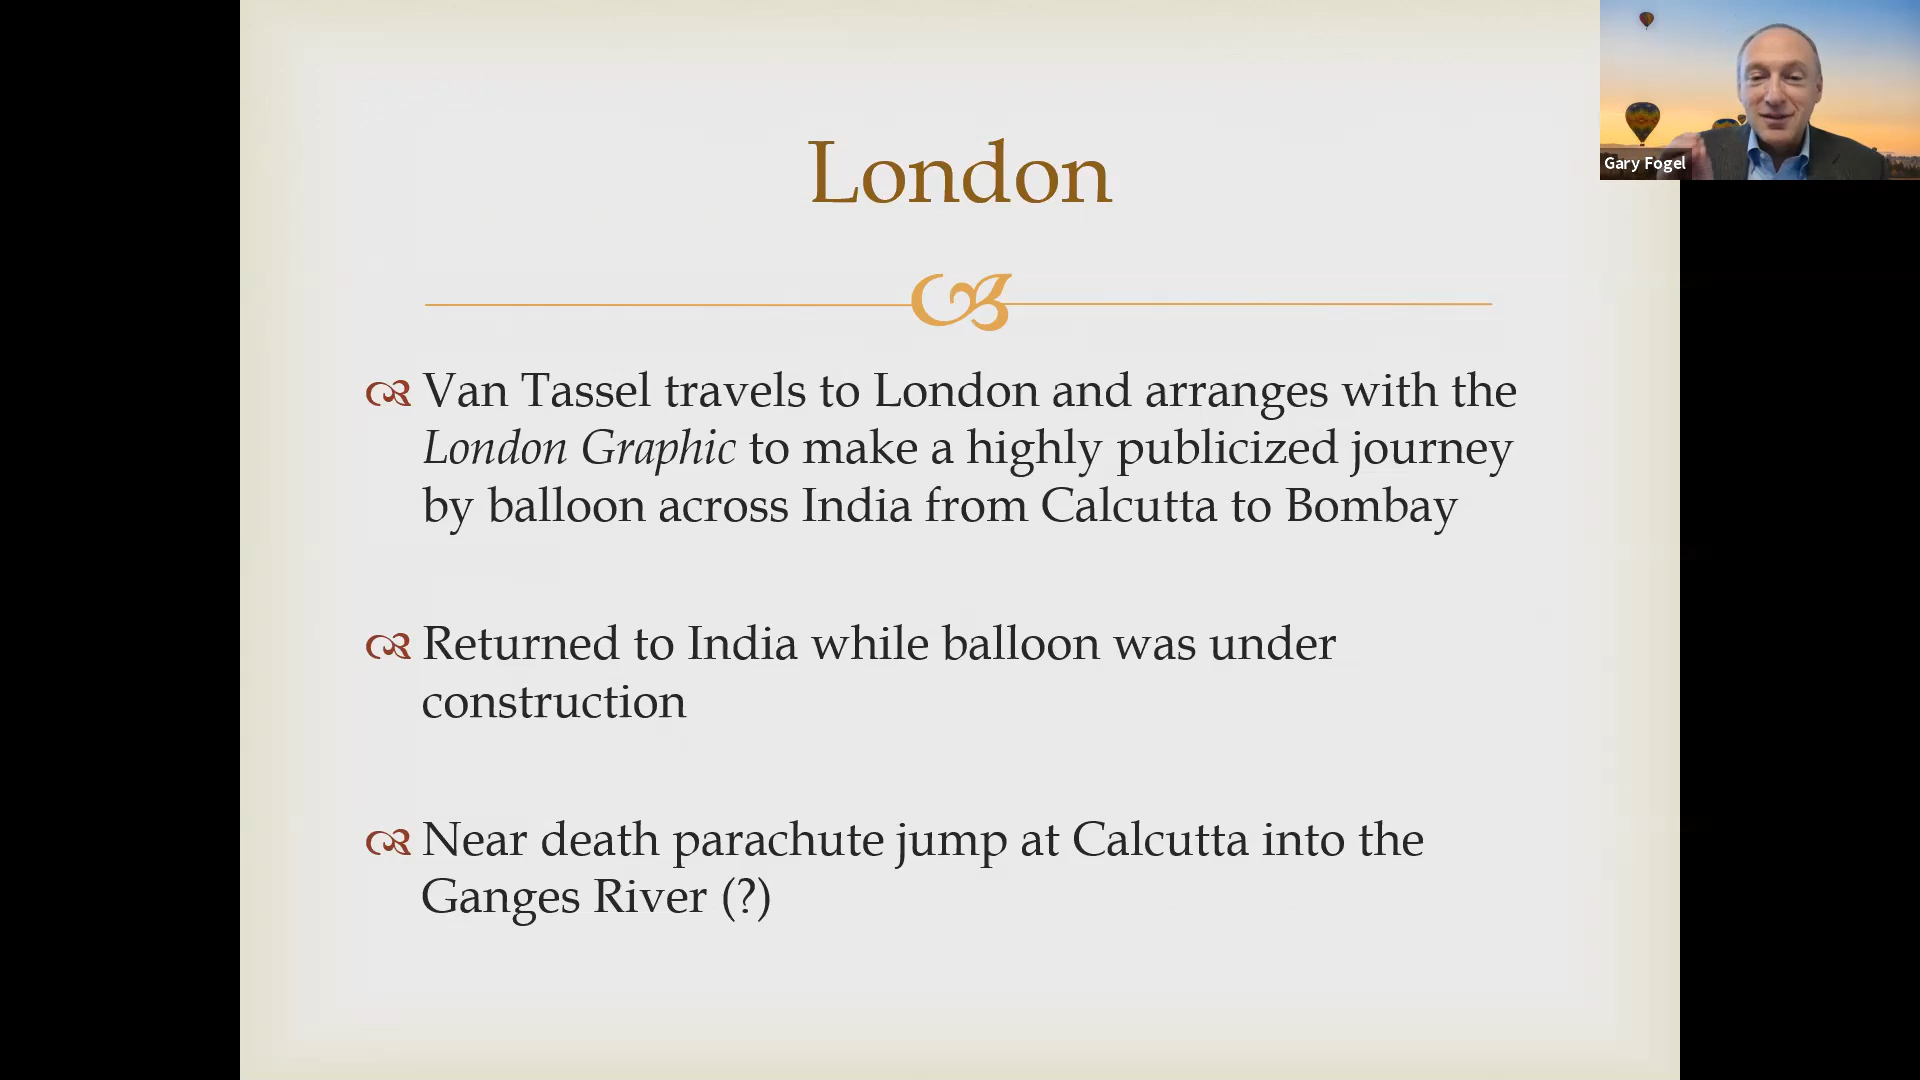 London
Van Tassel travels to London and arranges with the
London Graphic to make a highly publicized journey
by balloon across India from Calcutta to Bombay
Returned to India while balloon was under
construction
Near death parachute jump at Calcutta into the
Ganges River (?)
Gary Fogel